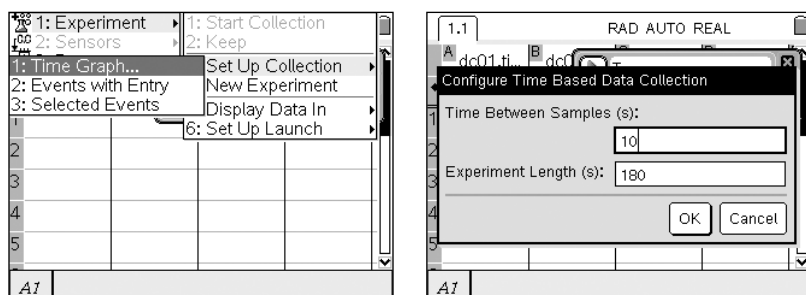 1: Experiment
2: Sensors
1: Start Collection
2: Keep
Set Up Collection
New Experiment
Display Data In
6: Set Up Launch
1: Time Graph...
2: Events with Entry
3: Selected Events
2
3
4
5
A1
1.1 RAD AUTO REAL
A dc01.ti... B
Configure Time Based Data Collection
Time Between Samples (s):
10
Experiment Length (s): 180
OK Cancel
5
A1